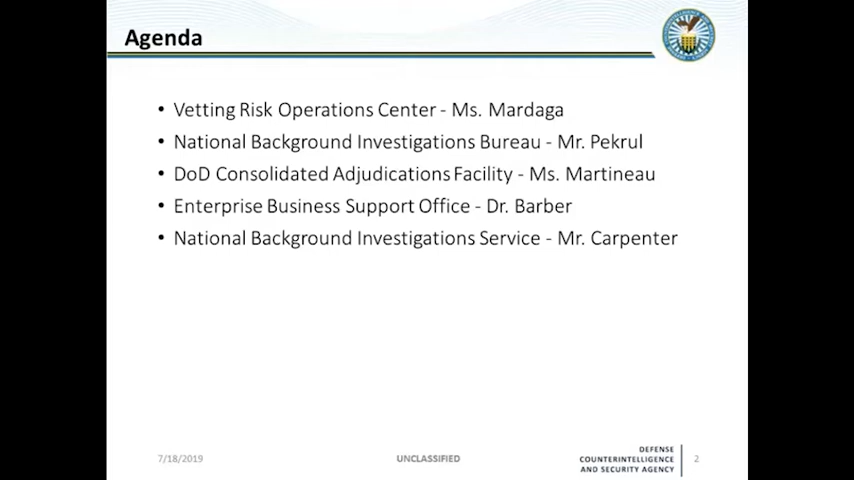 Agenda
• Vetting Risk Operations Center - Ms. Mardaga
• National Background Investigations Bureau - Mr. Pekrul
• DoD Consolidated Adjudications Facility - Ms. Martineau
• Enterprise Business Support Office - Dr. Barber
• National Background Investigations Service - Mr. Carpenter
7/18/2019
UNCLASSIFIED
DEFENSE
COUNTERINTELLIGENCE
AND SECURITY AGENCY
2